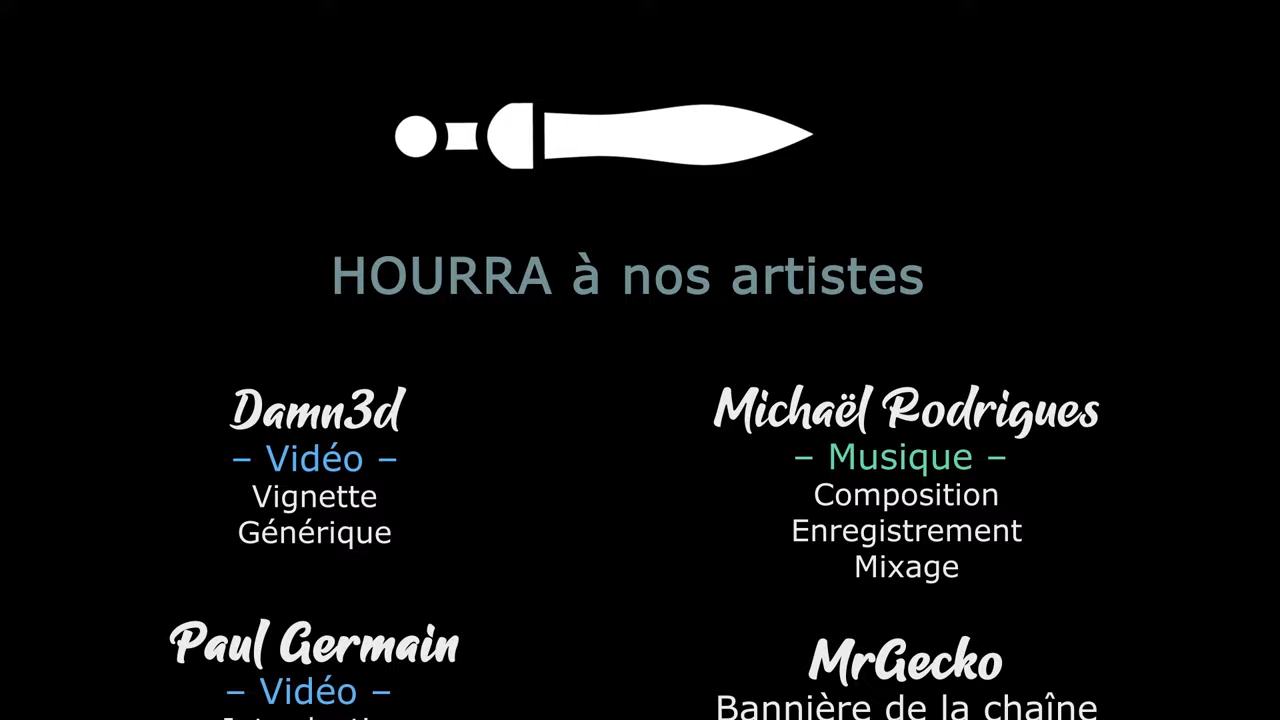 HOURRA à nos artistes
Damn3d
– Vidéo –
Vignette
Générique
Michaël Rodrigues
– Musique –
Composition
Enregistrement
Mixage
Paul Germain
– Vidéo –
MrGecko
Bannière de la chaîne